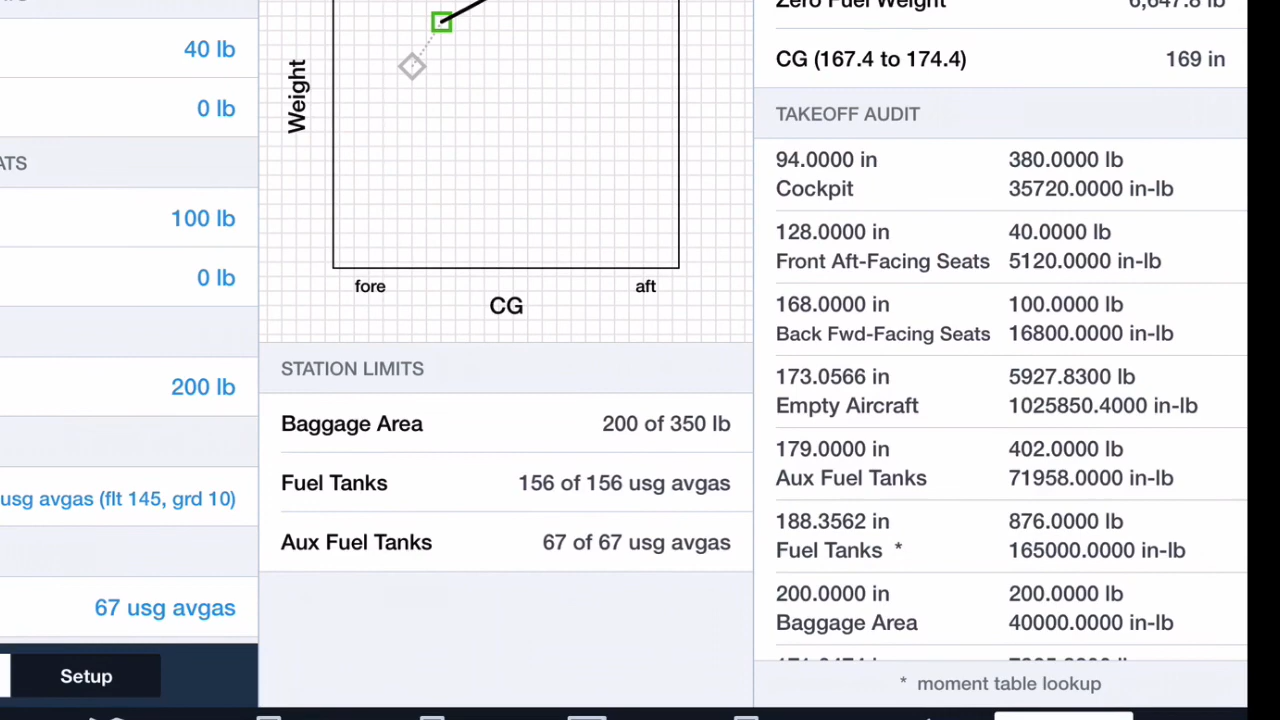 40 lb
0 lb
ATS
100 lb
0 lb
200 lb
usg avgas (flt 145, grd 10)
67 usg avgas
Setup
Weight
fore
aft
CG
STATION LIMITS
Baggage Area 200 of 350 lb
Fuel Tanks 156 of 156 usg avgas
Aux Fuel Tanks 67 of 67 usg avgas
Zero Fuel Weight 6,647.8 lb
CG (167.4 to 174.4) 169 in
TAKEOFF AUDIT
94.0000 in 380.0000 lb
Cockpit 35720.0000 in-lb
128.0000 in 40.0000 lb
Front Aft-Facing Seats 5120.0000 in-lb
168.0000 in 100.0000 lb
Back Fwd-Facing Seats 16800.0000 in-lb
173.0566 in 5927.8300 lb
Empty Aircraft 1025850.4000 in-lb
179.0000 in 402.0000 lb
Aux Fuel Tanks 71958.0000 in-lb
188.3562 in 876.0000 lb
Fuel Tanks * 165000.0000 in-lb
200.0000 in 200.0000 lb
Baggage Area 40000.0000 in-lb
* moment table lookup